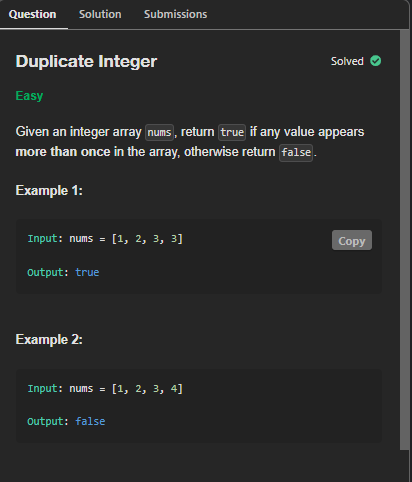 Question Solution Submissions
Duplicate Integer Solved
Easy
Given an integer array nums, return true if any value appears
more than once in the array, otherwise return false.
Example 1:
Input: nums = [1, 2, 3, 3]
Copy
Output: true
Example 2:
Input: nums = [1, 2, 3, 4]
Output: false